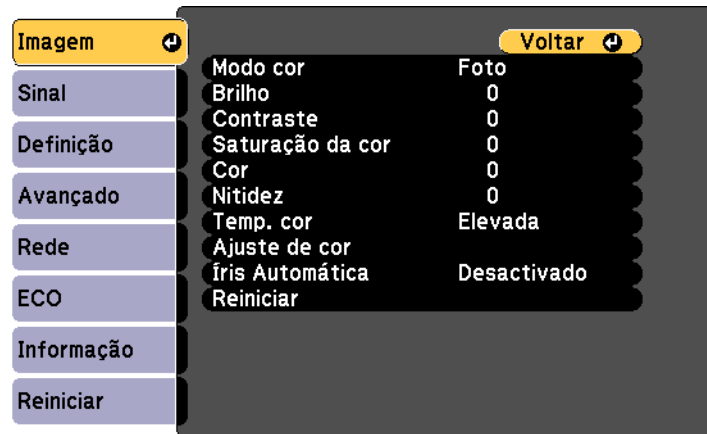 Imagem
Sinal
Definição
Avançado
Rede
ECO
Informação
Reiniciar
Voltar
Modo cor Foto
Brilho 0
Contraste 0
Saturação da cor 0
Cor 0
Nitidez 0
Temp. cor Elevada
Ajuste de cor
Íris Automática Desactivado
Reiniciar